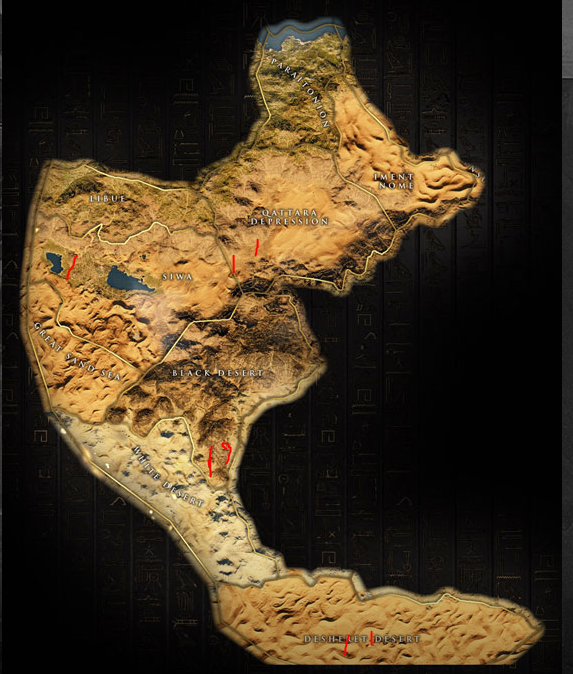 PARAITONION
IMENT
NOME
LIBUE
QATTARA
DEPRESSION
SIWA
GREAT SAND SEA
BLACK DESERT
WHITE DESERT
DESHERET DESERT